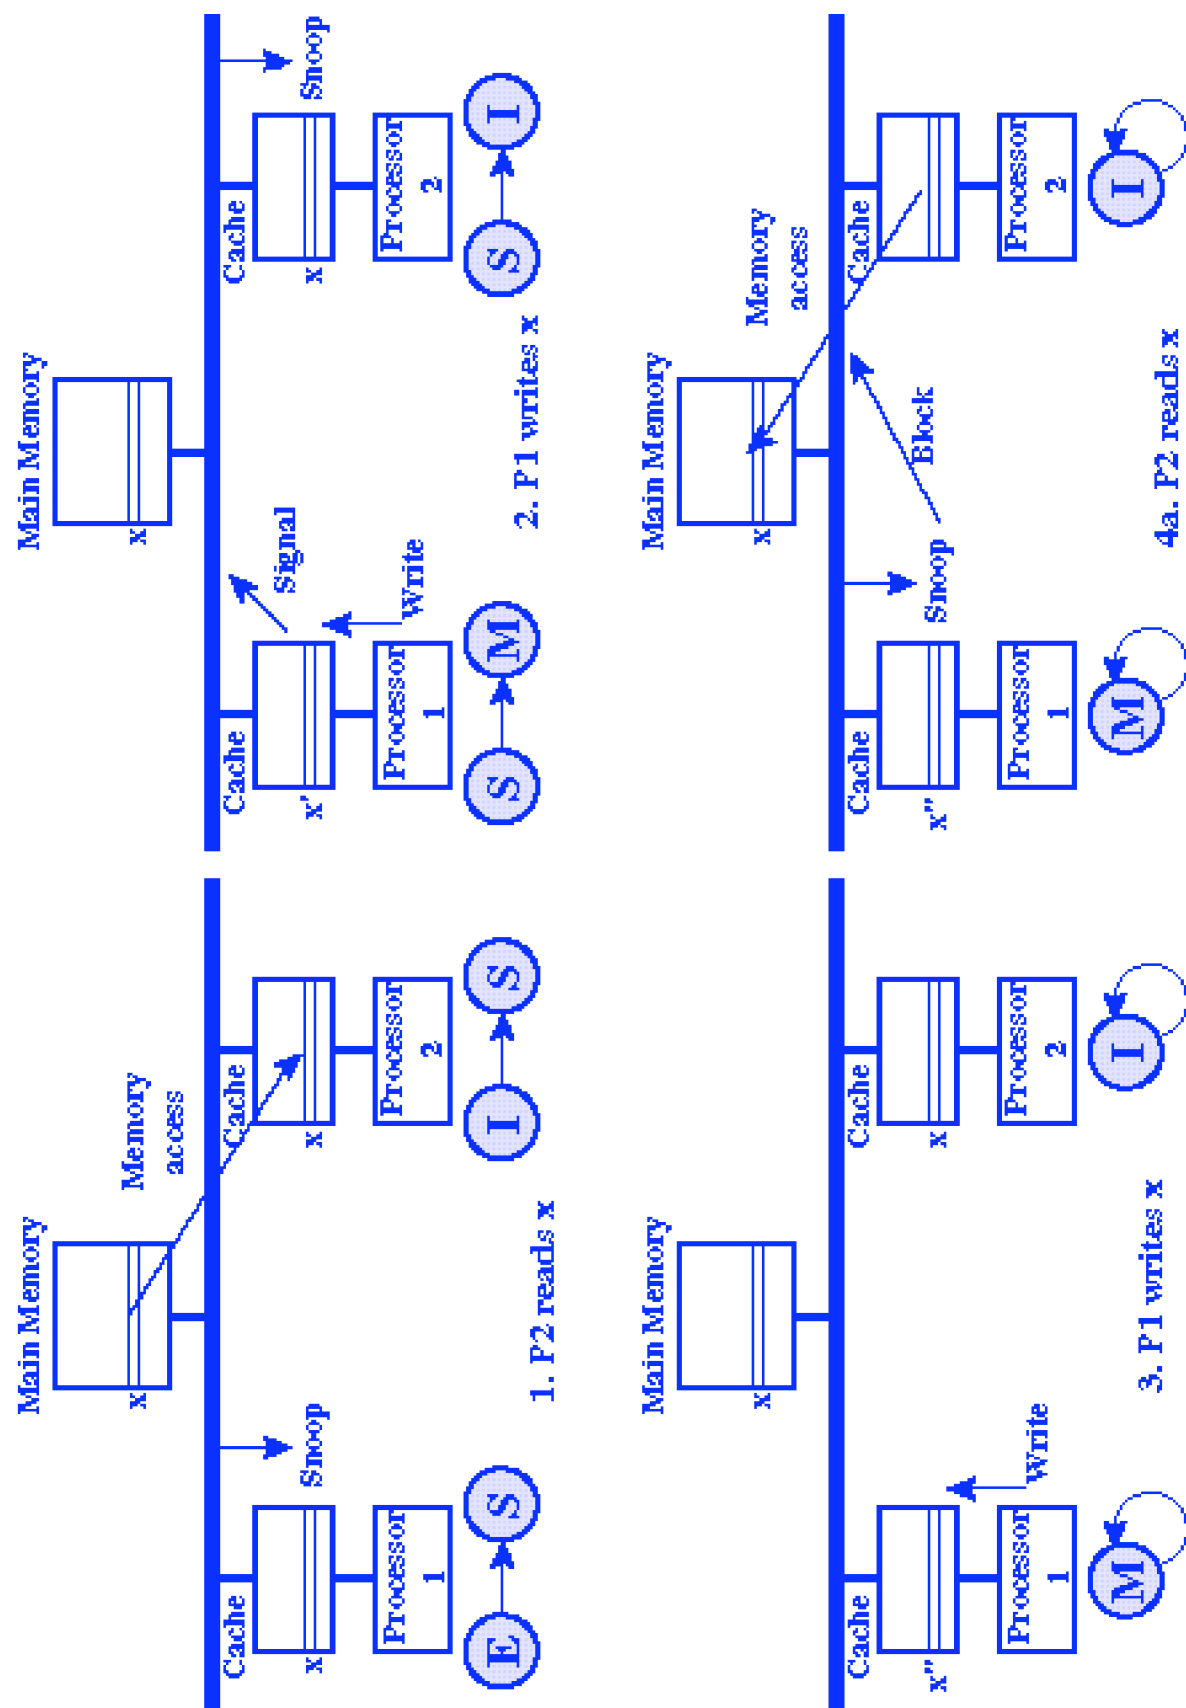 Main Memory
x
Memory
access
Cache
x
Snoop
Cache
x
Processor
1
Processor
2
E
S
I
S
1. P2 reads x
Main Memory
x
Signal
Cache
x'
Write
Cache
x
Snoop
Processor
1
Processor
2
S
M
S
I
2. P1 writes x
Main Memory
x
Cache
x"
Write
Cache
x
Processor
1
Processor
2
M
I
3. P1 writes x
Main Memory
x
Memory
access
Cache
x"
Snoop
Block
Cache
Processor
1
Processor
2
M
I
4a. P2 reads x